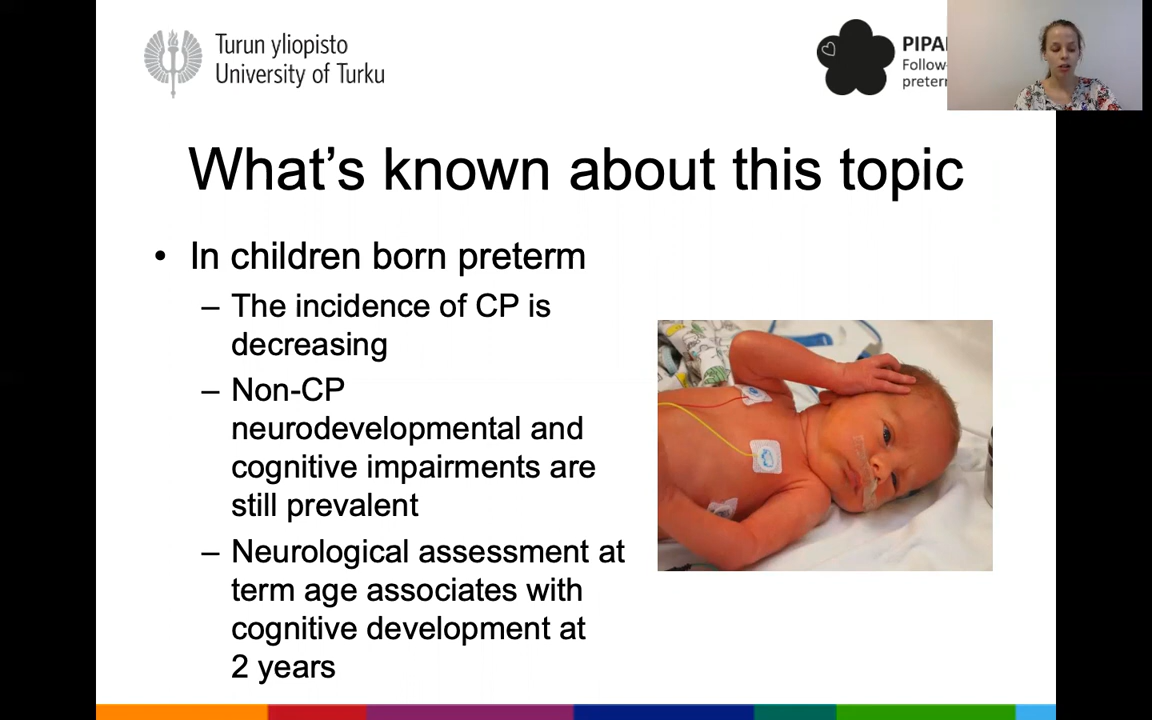 Turun yliopisto
University of Turku
What's known about this topic
• In children born preterm
– The incidence of CP is
decreasing
– Non-CP
neurodevelopmental and
cognitive impairments are
still prevalent
– Neurological assessment at
term age associates with
cognitive development at
2 years